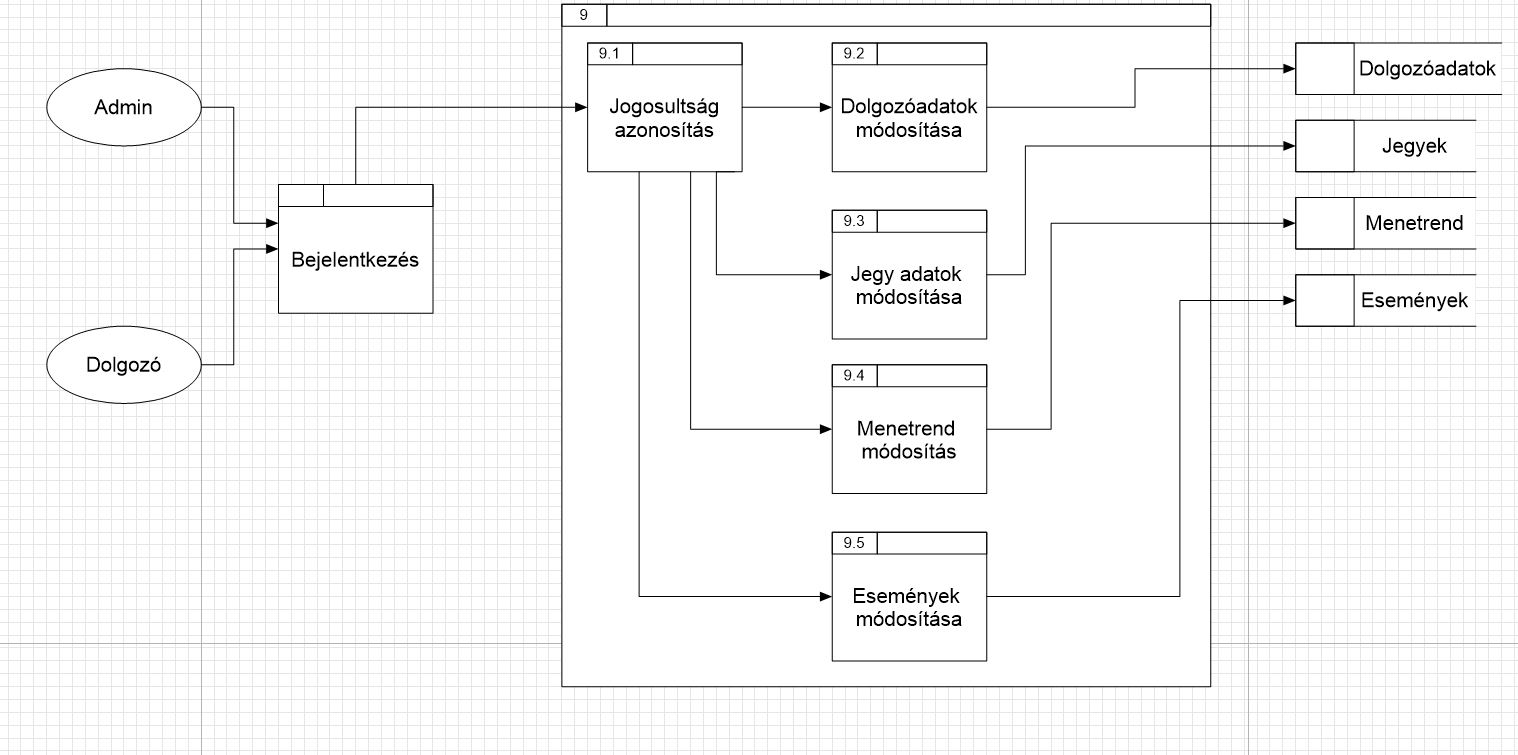 Admin
Dolgozó
Bejelentkezés
9
9.1
Jogosultság
azonosítás
9.2
Dolgozóadatok
módosítása
9.3
Jegy adatok
módosítása
9.4
Menetrend
módosítás
9.5
Események
módosítása
Dolgozóadatok
Jegyek
Menetrend
Események